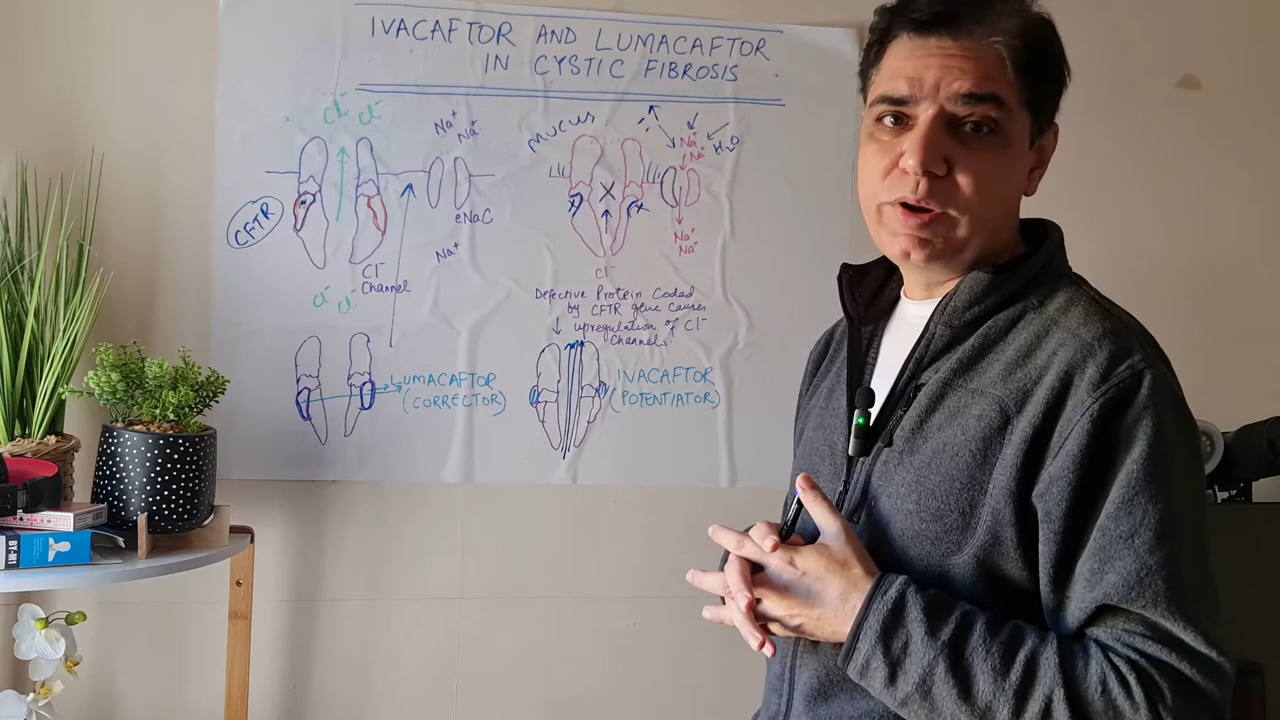 IVACAFTOR AND LUMACAFTOR
IN CYSTIC FIBROSIS
Cl⁻ Cl⁻
Na⁺
Na⁺
CFTR
eNaC
Na⁺
Cl⁻
Channel
Cl⁻ Cl⁻
MUCUS
Na⁺
Na⁺
H₂O
Na⁺
Na⁺
Cl⁻
Defective Protein Coded
by CFTR gene Causes
↓ upregulation of Cl⁻
Channels
LUMACAFTOR
(CORRECTOR)
IVACAFTOR
(POTENTIATOR)